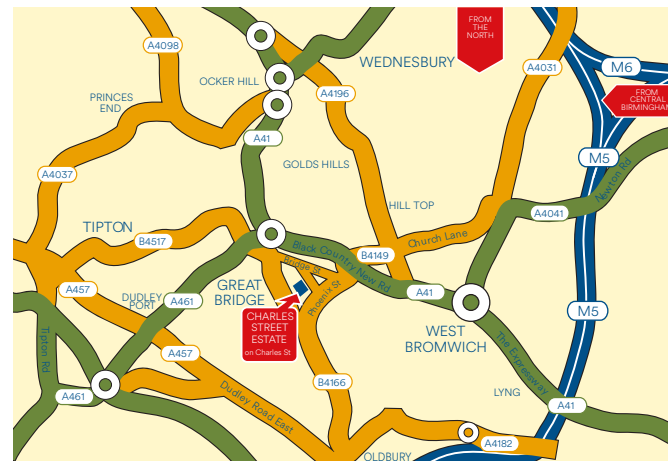 FROM
THE
NORTH
A4098
WEDNESBURY
A4031
M6
OCKER HILL
A4196
FROM
CENTRAL
BIRMINGHAM
PRINCES
END
A41
M5
GOLDS HILLS
A4037
Newton Rd
HILL TOP
A4041
TIPTON
B4517
Church Lane
Black Country New Rd
B4149
Bridge St
A457
DUDLEY
PORT
A461
GREAT
BRIDGE
Phoenix St
A41
M5
CHARLES
STREET
ESTATE
on Charles St
WEST
BROMWICH
Tipton Rd
A457
The Expressway
B4166
LYNG
A461
Dudley Road East
A41
A4182
OLDBURY